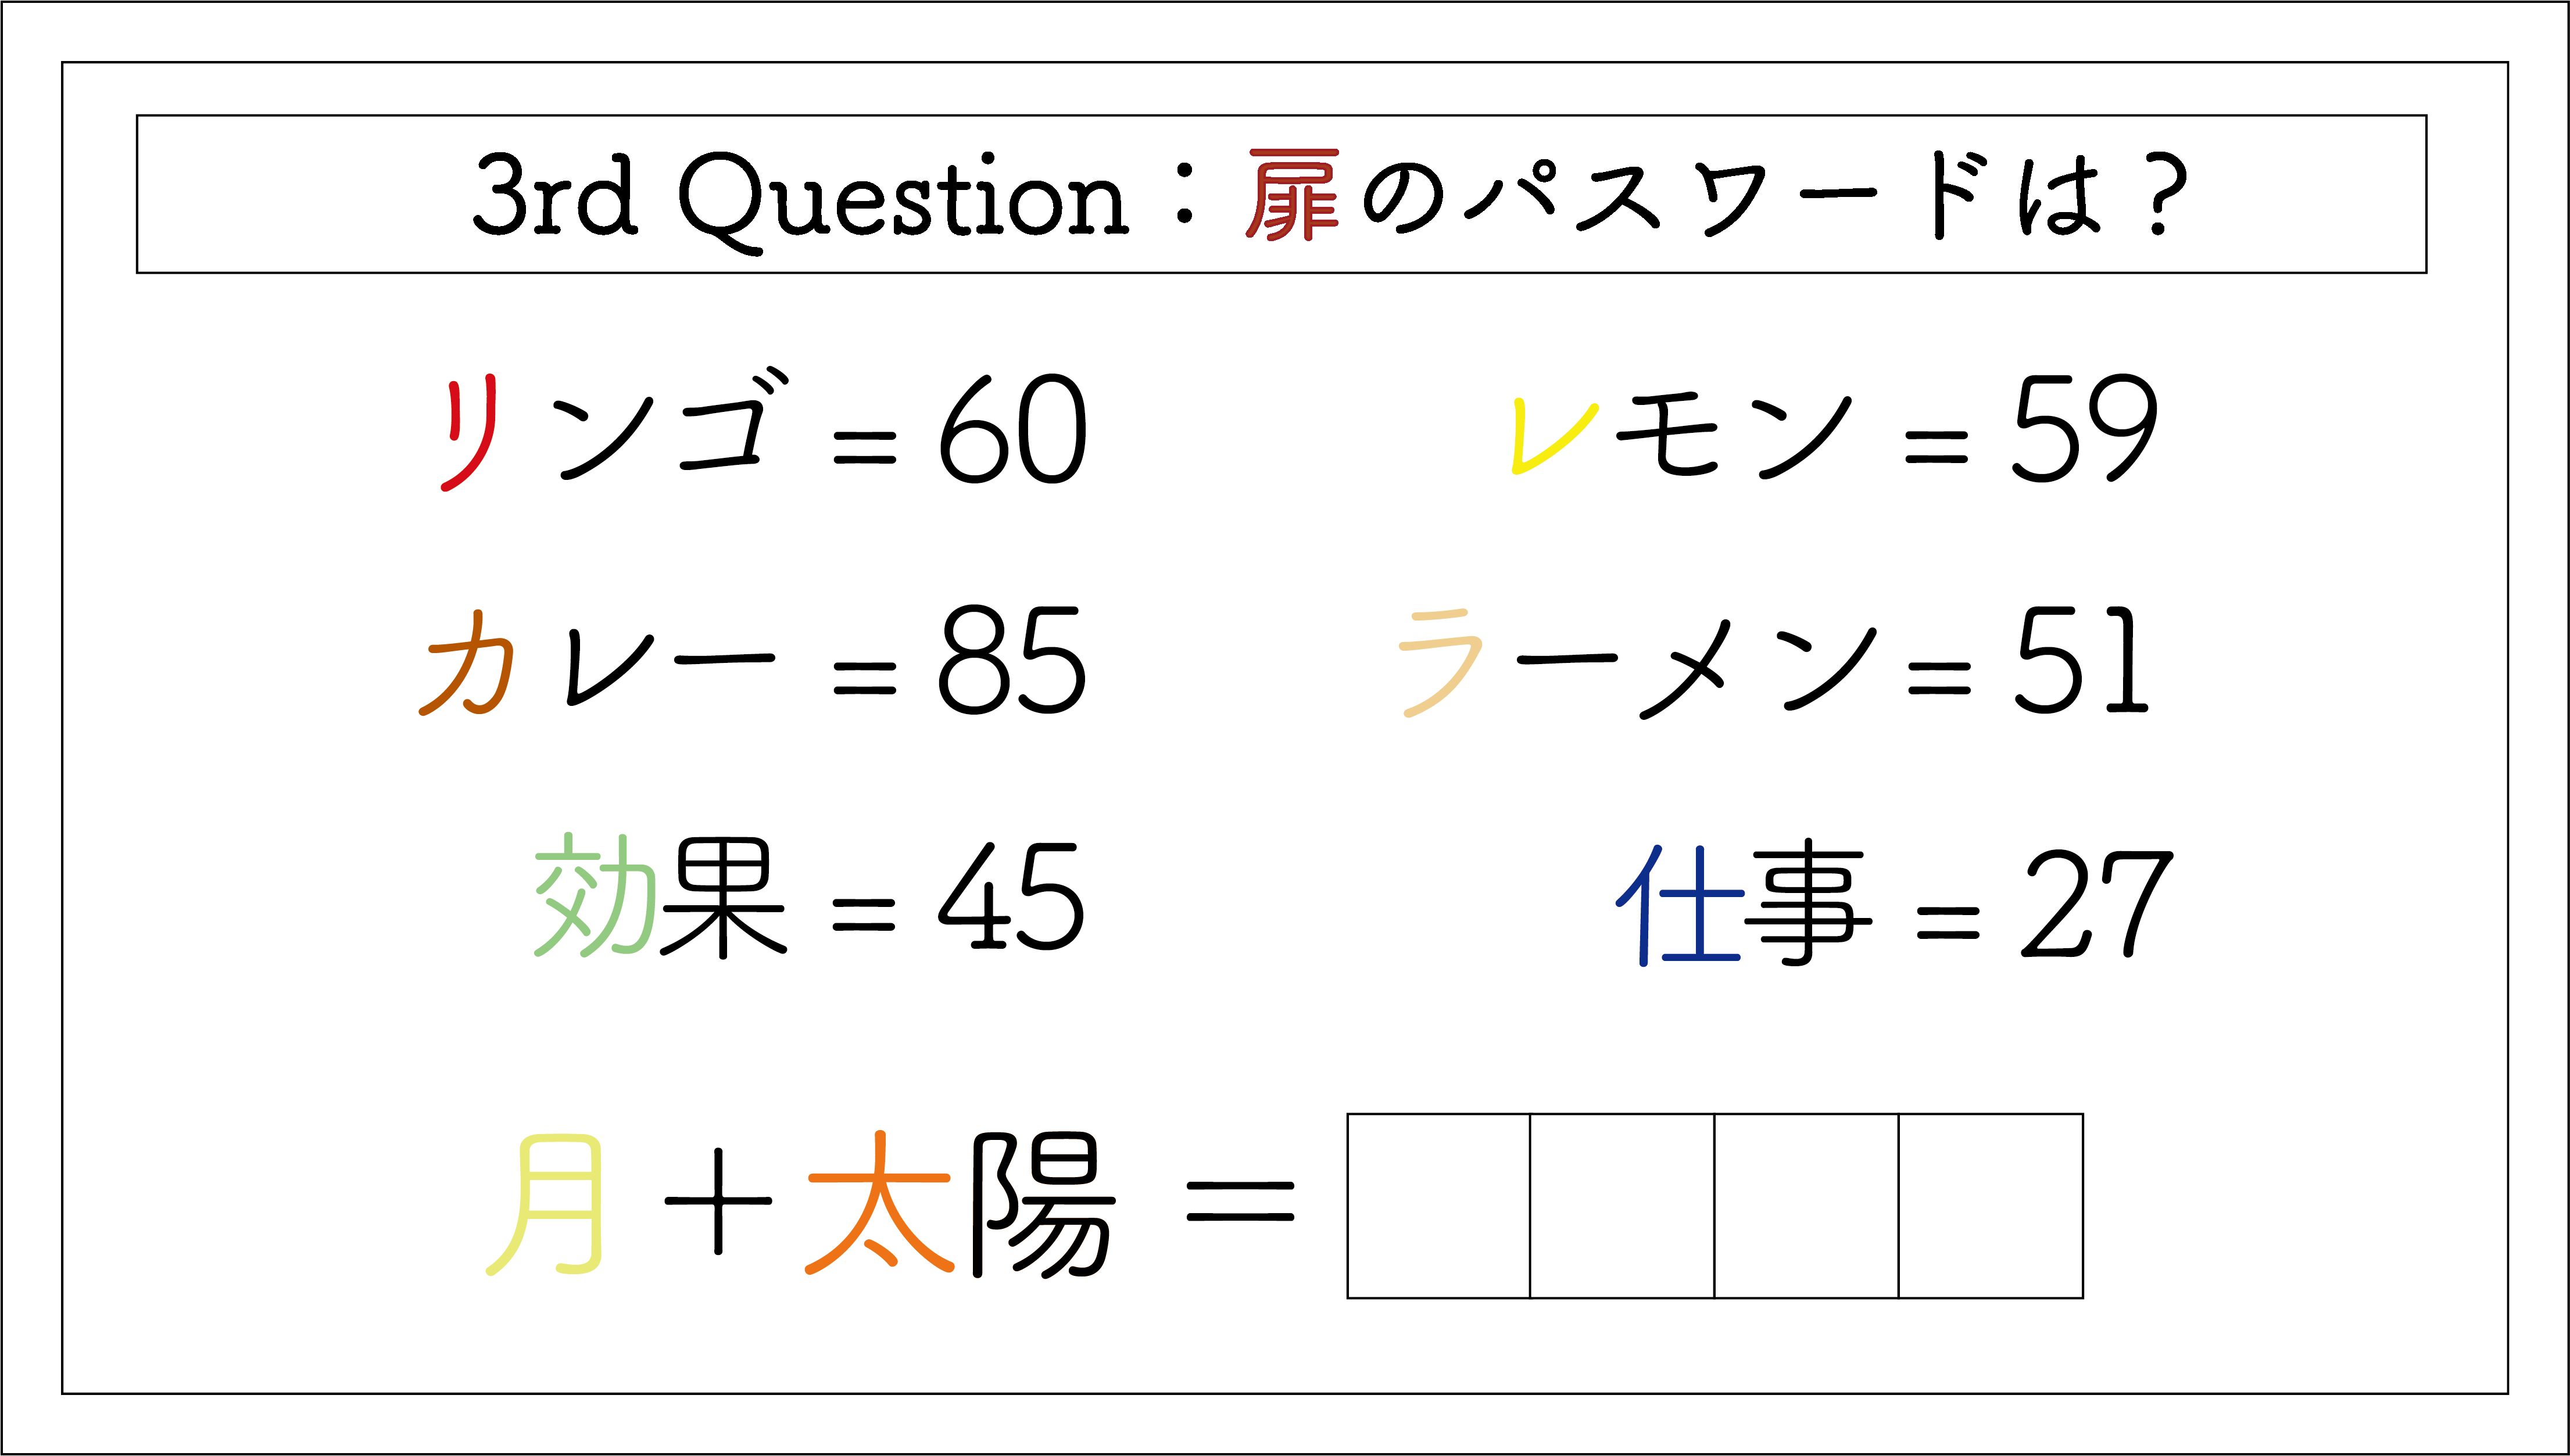 3rd Question：扉のパスワードは？
リンゴ = 60 レモン = 59
カレー = 85 ラーメン = 51
効果 = 45 仕事 = 27
月 + 太陽 =